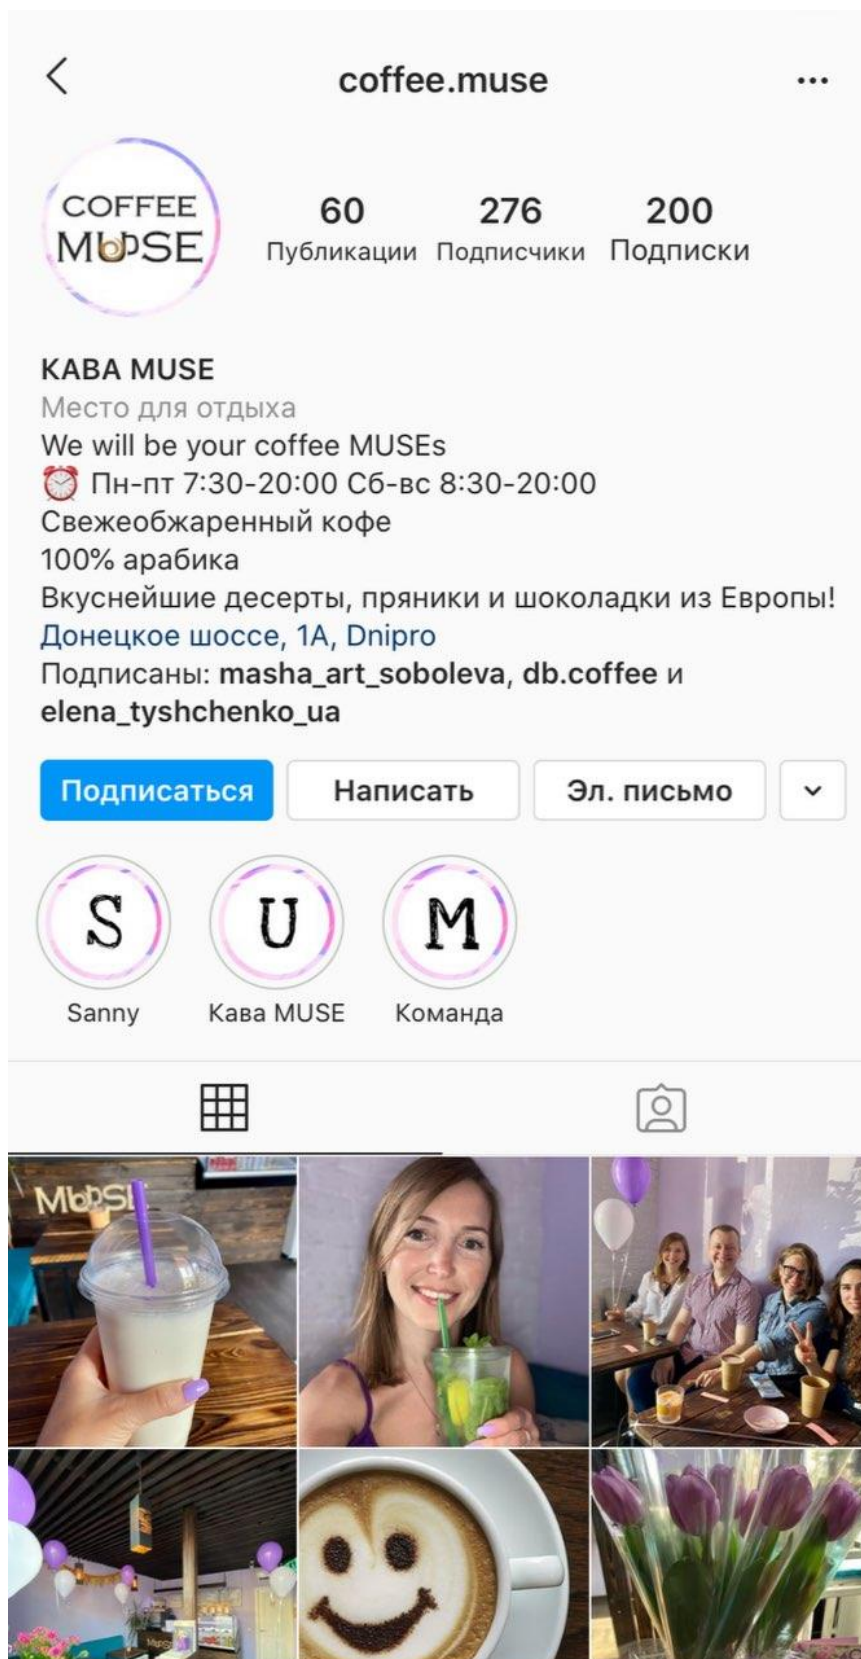 coffee.muse
COFFEE
MUSE
60
276
200
Публикации
Подписчики
Подписки
КАВА MUSE
Место для отдыха
We will be your coffee MUSEs
⏰ Пн-пт 7:30-20:00 Сб-вс 8:30-20:00
Свежеобжаренный кофе
100% арабика
Вкуснейшие десерты, пряники и шоколадки из Европы!
Донецкое шоссе, 1А, Dnipro
Подписаны: masha_art_soboleva, db.coffee и
elena_tyshchenko_ua
Подписаться
Написать
Эл. письмо
S
U
M
Sanny
Кава MUSE
Команда
MUSE
MUSE